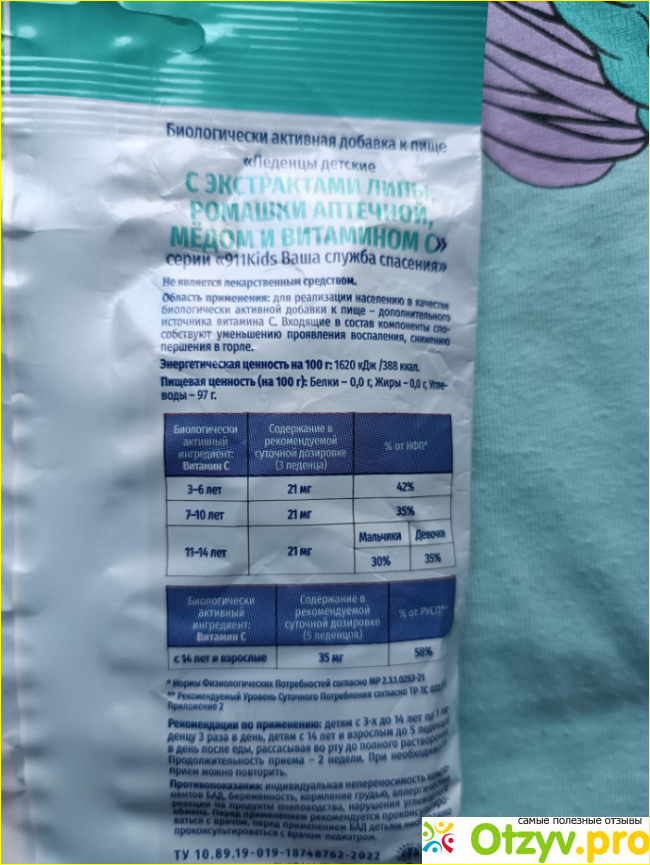 Биологически активная добавка к пище
«Леденцы детские
С ЭКСТРАКТАМИ ЛИПЫ,
РОМАШКИ АПТЕЧНОЙ,
МЁДОМ И ВИТАМИНОМ С»
серии «911Kids Ваша служба спасения»
Не является лекарственным средством.
Область применения: для реализации населению в качестве
биологически активной добавки к пище – дополнительного
источника витамина С. Входящие в состав компоненты спо-
собствуют уменьшению проявления воспаления, снижению
першения в горле.
Энергетическая ценность на 100 г: 1620 кДж /388 ккал.
Пищевая ценность (на 100 г): Белки – 0,0 г, Жиры – 0,0 г, Угле-
воды – 97 г.
Биологически активный ингредиент: Витамин С
Содержание в рекомендуемой суточной дозировке (3 леденца)
% от НФП*
3–6 лет 21 мг 42%
7–10 лет 21 мг 35%
11–14 лет 21 мг
Мальчики Девочки
30% 35%
Биологически активный ингредиент: Витамин С
Содержание в рекомендуемой суточной дозировке (5 леденцов)
% от РУСП**
с 14 лет и взрослые 35 мг 58%
* Нормы Физиологических Потребностей согласно МР 2.3.1.0253-21
** Рекомендуемый Уровень Суточного Потребления согласно ТР ТС
Приложение 2
Рекомендации по применению: детям с 3-х до 14 лет по 1 ле-
денцу 3 раза в день, детям с 14 лет и взрослым до 5 леденцов
в день после еды, рассасывая во рту до полного растворения.
Продолжительность приема – 2 недели. При необходимости
прием можно повторить.
Противопоказания: индивидуальная непереносимость компо-
нентов БАД, беременность, кормление грудью, аллергические
реакции на продукты пчеловодства, нарушения углеводного
обмена. Перед применением рекомендуется проконсультиро-
ваться с врачом, перед применением БАД детьми необходимо
проконсультироваться с врачом-педиатром.
ТУ 10.89.19-019-18748762-2022
самые полезные отзывы
Otzyv.pro